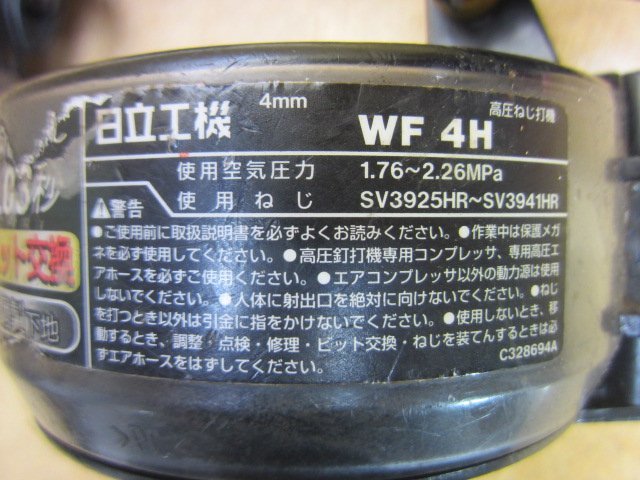 4mm 高圧ねじ打機
日立工機 WF 4H
使用空気圧力 1.76~2.26MPa
使用ねじ SV3925HR~SV3941HR
警告
●ご使用前に取扱説明書を必ずよくお読みください。●作業中は保護メガ
ネを必ず使用してください。●高圧釘打機専用コンプレッサ、専用高圧エ
アホースを必ずご使用ください。●エアコンプレッサ以外の動力源は使用
しないでください。●人体に射出口を絶対に向けないでください。●ねじ
を打つとき以外は引金に指をかけないでください。●使用しないとき、移
動するとき、調整・点検・修理・ビット交換・ねじを装てんするときは必
ずエアホースをはずしてください。
C328694A
秒
ット交換
下地